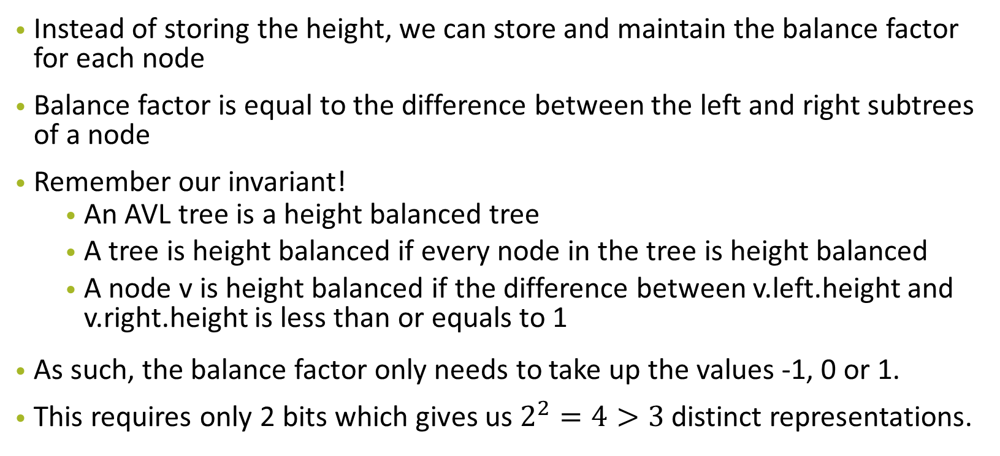 • Instead of storing the height, we can store and maintain the balance factor
for each node
• Balance factor is equal to the difference between the left and right subtrees
of a node
• Remember our invariant!
• An AVL tree is a height balanced tree
• A tree is height balanced if every node in the tree is height balanced
• A node v is height balanced if the difference between v.left.height and
v.right.height is less than or equals to 1
• As such, the balance factor only needs to take up the values -1, 0 or 1.
• This requires only 2 bits which gives us 2² = 4 > 3 distinct representations.